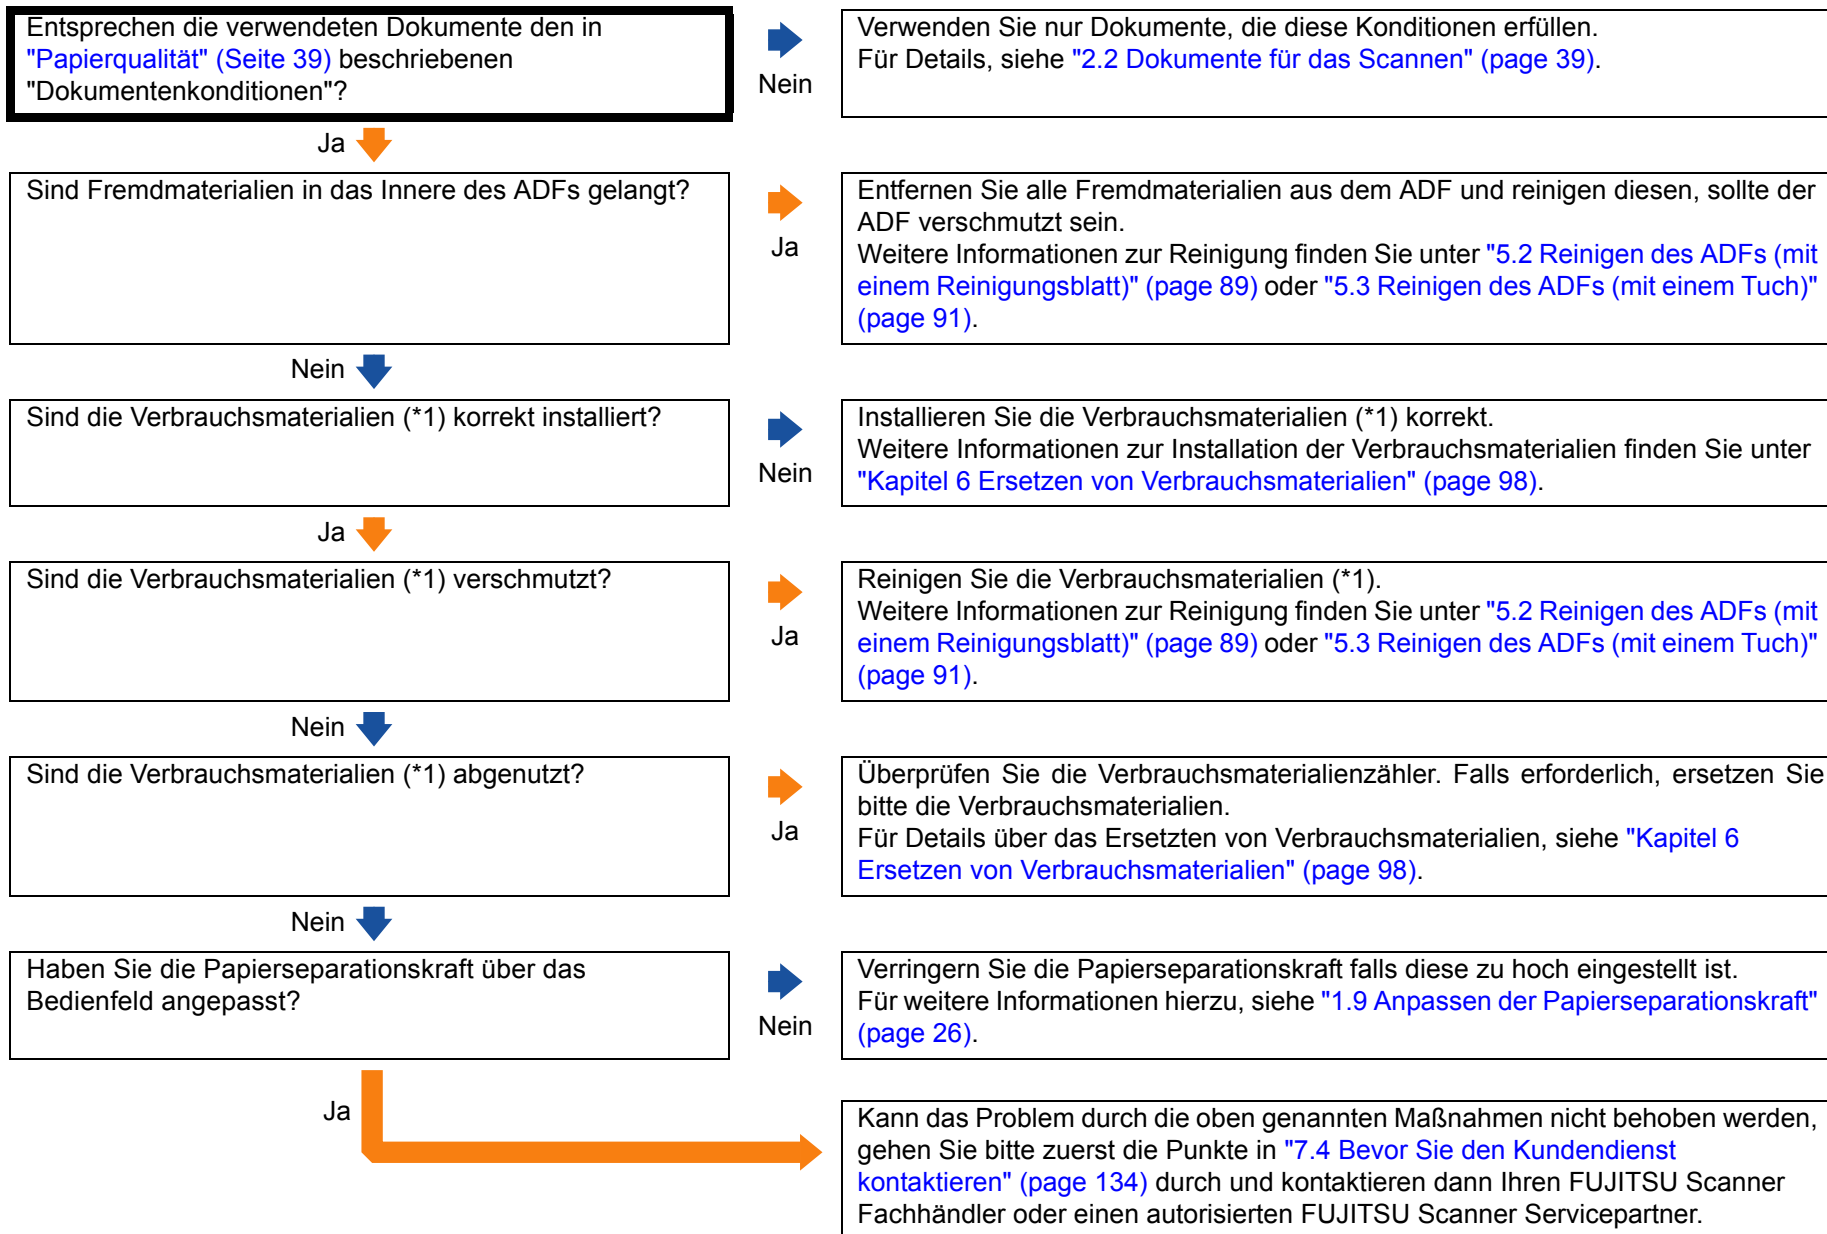 Entsprechen die verwendeten Dokumente den in
"Papierqualität" (Seite 39) beschriebenen
"Dokumentenkonditionen"?
Nein
Verwenden Sie nur Dokumente, die diese Konditionen erfüllen.
Für Details, siehe "2.2 Dokumente für das Scannen" (page 39).
Ja
Sind Fremdmaterialien in das Innere des ADFs gelangt?
Ja
Entfernen Sie alle Fremdmaterialien aus dem ADF und reinigen diesen, sollte der
ADF verschmutzt sein.
Weitere Informationen zur Reinigung finden Sie unter "5.2 Reinigen des ADFs (mit
einem Reinigungsblatt)" (page 89) oder "5.3 Reinigen des ADFs (mit einem Tuch)"
(page 91).
Nein
Sind die Verbrauchsmaterialien (*1) korrekt installiert?
Nein
Installieren Sie die Verbrauchsmaterialien (*1) korrekt.
Weitere Informationen zur Installation der Verbrauchsmaterialien finden Sie unter
"Kapitel 6 Ersetzen von Verbrauchsmaterialien" (page 98).
Ja
Sind die Verbrauchsmaterialien (*1) verschmutzt?
Ja
Reinigen Sie die Verbrauchsmaterialien (*1).
Weitere Informationen zur Reinigung finden Sie unter "5.2 Reinigen des ADFs (mit
einem Reinigungsblatt)" (page 89) oder "5.3 Reinigen des ADFs (mit einem Tuch)"
(page 91).
Nein
Sind die Verbrauchsmaterialien (*1) abgenutzt?
Ja
Überprüfen Sie die Verbrauchsmaterialienzähler. Falls erforderlich, ersetzen Sie
bitte die Verbrauchsmaterialien.
Für Details über das Ersetzten von Verbrauchsmaterialien, siehe "Kapitel 6
Ersetzen von Verbrauchsmaterialien" (page 98).
Nein
Haben Sie die Papierseparationskraft über das
Bedienfeld angepasst?
Nein
Verringern Sie die Papierseparationskraft falls diese zu hoch eingestellt ist.
Für weitere Informationen hierzu, siehe "1.9 Anpassen der Papierseparationskraft"
(page 26).
Ja
Kann das Problem durch die oben genannten Maßnahmen nicht behoben werden,
gehen Sie bitte zuerst die Punkte in "7.4 Bevor Sie den Kundendienst
kontaktieren" (page 134) durch und kontaktieren dann Ihren FUJITSU Scanner
Fachhändler oder einen autorisierten FUJITSU Scanner Servicepartner.